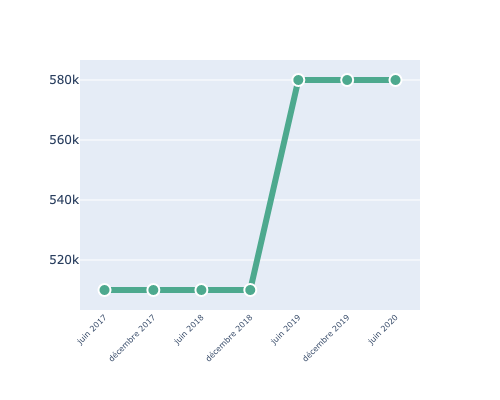 580k
560k
540k
520k
juin 2017
décembre 2017
juin 2018
décembre 2018
juin 2019
décembre 2019
juin 2020